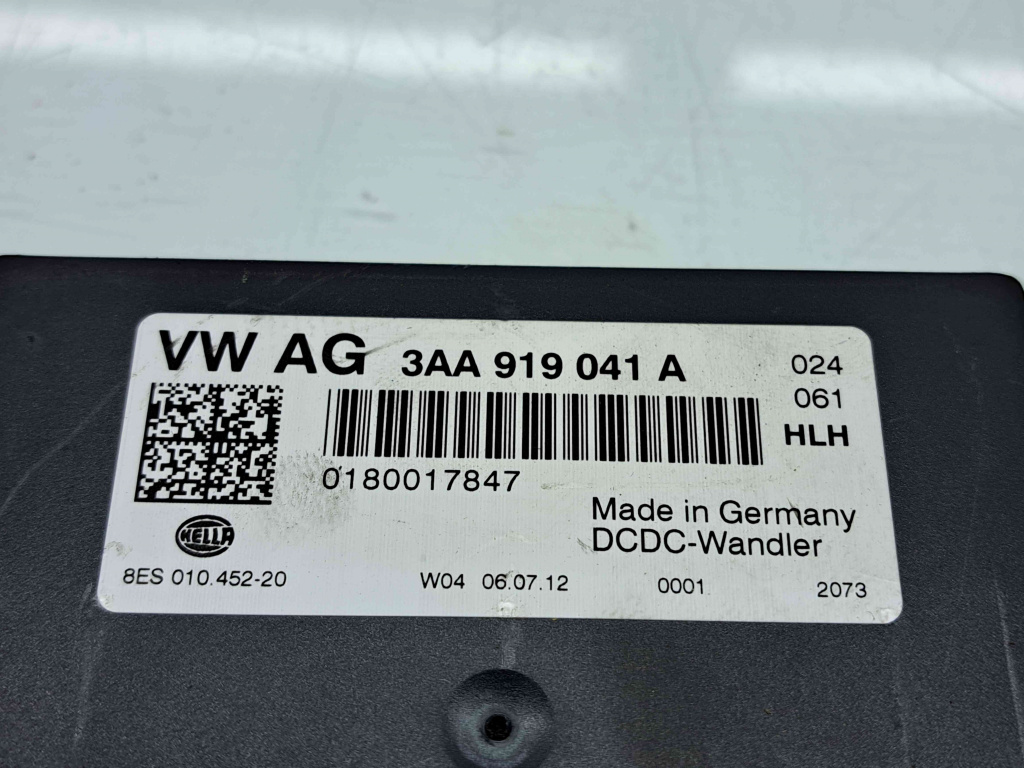 VW AG 3AA 919 041 A 024
061
HLH
0180017847
Made in Germany
DCDC-Wandler
HELLA
8ES 010.452-20 W04 06.07.12 0001 2073